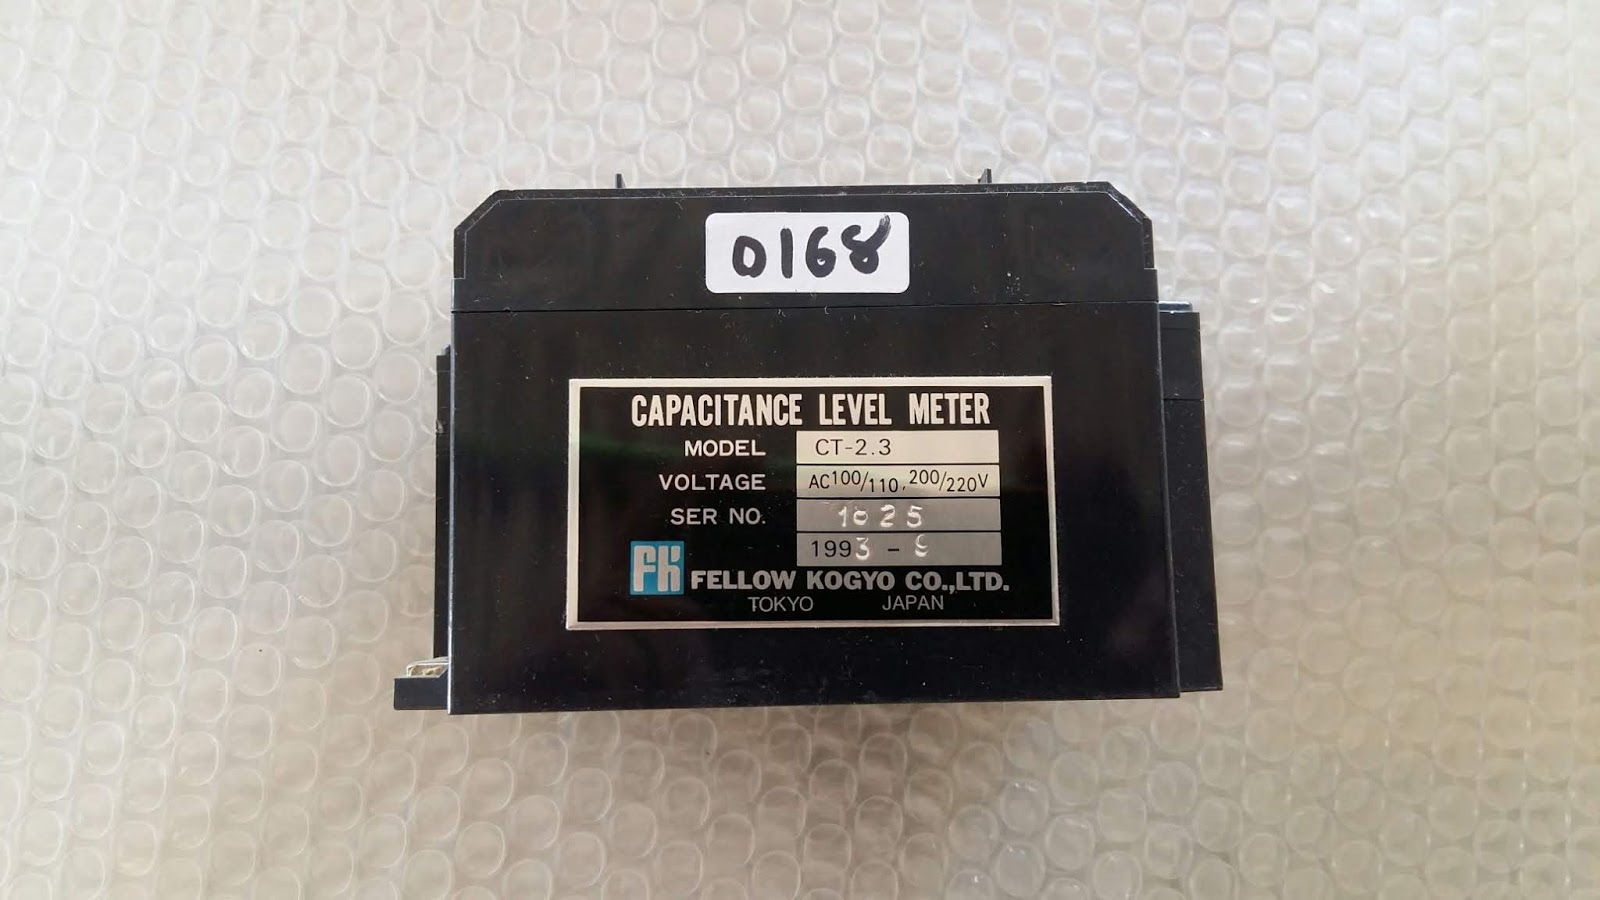 0168
CAPACITANCE LEVEL METER
MODEL CT-2.3
VOLTAGE AC100/110, 200/220V
SER NO. 1025
1993 -
FK FELLOW KOGYO CO.,LTD.
TOKYO JAPAN